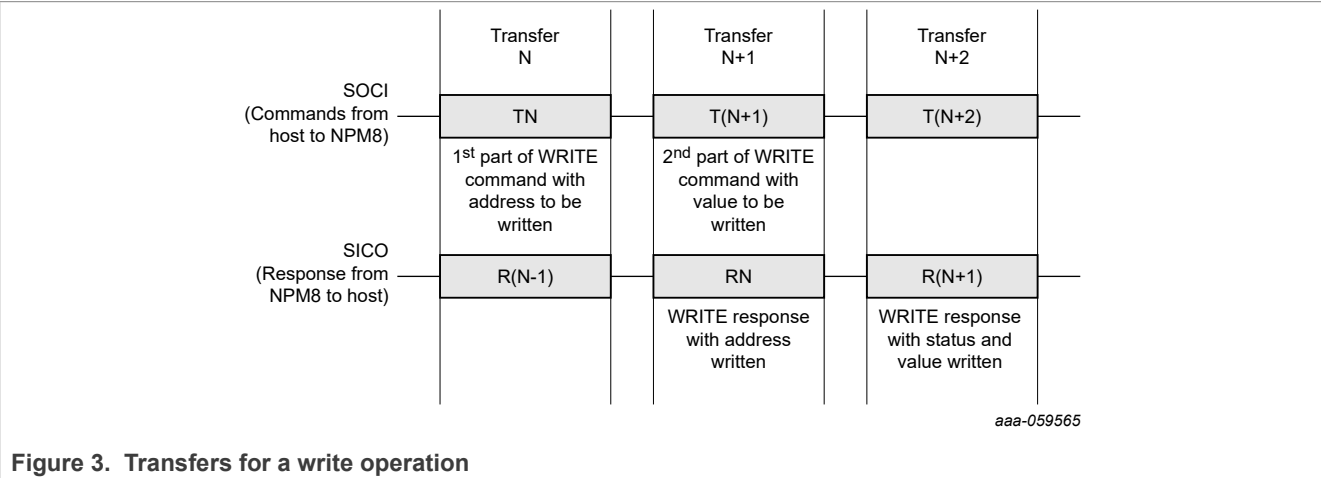 Transfer
N
Transfer
N+1
Transfer
N+2
SOCI
(Commands from
host to NPM8)
TN
T(N+1)
T(N+2)
1st part of WRITE
command with
address to be
written
2nd part of WRITE
command with
value to be
written
SICO
(Response from
NPM8 to host)
R(N-1)
RN
R(N+1)
WRITE response
with address
written
WRITE response
with status and
value written
aaa-059565
Figure 3. Transfers for a write operation